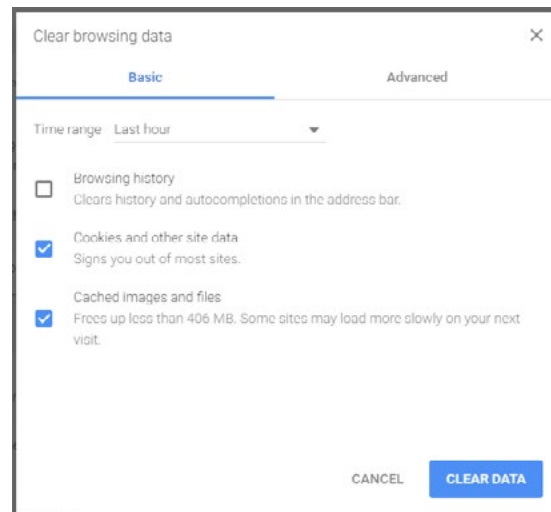 Clear browsing data
Basic Advanced
Time range Last hour
Browsing history
Clears history and autocompletions in the address bar.
Cookies and other site data
Signs you out of most sites.
Cached images and files
Frees up less than 406 MB. Some sites may load more slowly on your next
visit.
CANCEL CLEAR DATA